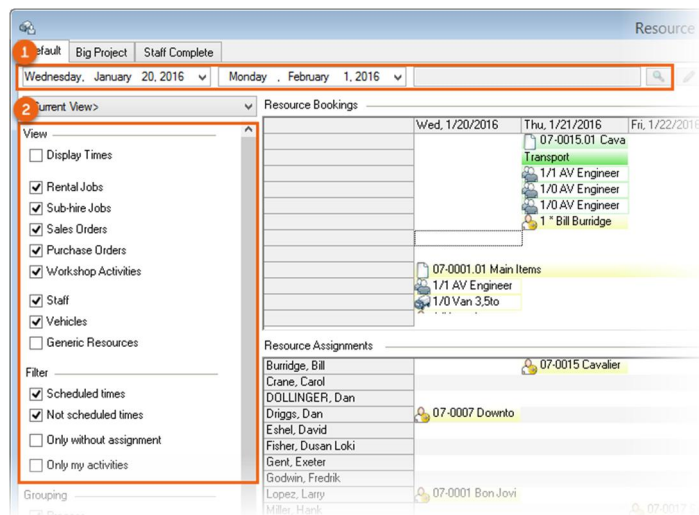 Resource
1
efault Big Project Staff Complete
Wednesday, January 20, 2016 Monday , February 1, 2016
2
urrent View>
Resource Bookings
View
Wed, 1/20/2016 Thu, 1/21/2016 Fri, 1/22/2016
Display Times
07-0015.01 Cava
Transport
1/1 AV Engineer
Rental Jobs
1/0 AV Engineer
Sub-hire Jobs
1/0 AV Engineer
Sales Orders
1 * Bill Burridge
Purchase Orders
Workshop Activities
07-0001.01 Main Items
1/1 AV Engineer
Staff
1/0 Van 3,5to
Vehicles
Generic Resources
Resource Assignments
Filter
Burridge, Bill 07-0015 Cavalier
Crane, Carol
Scheduled times
DOLLINGER, Dan
Not scheduled times
Driggs, Dan 07-0007 Downto
Eshel, David
Only without assignment
Fisher, Dusan Loki
Gent, Exeter
Only my activities
Godwin, Fredrik
Grouping
Lopez, Larry 07-0001 Bon Jovi
Miller, Hank